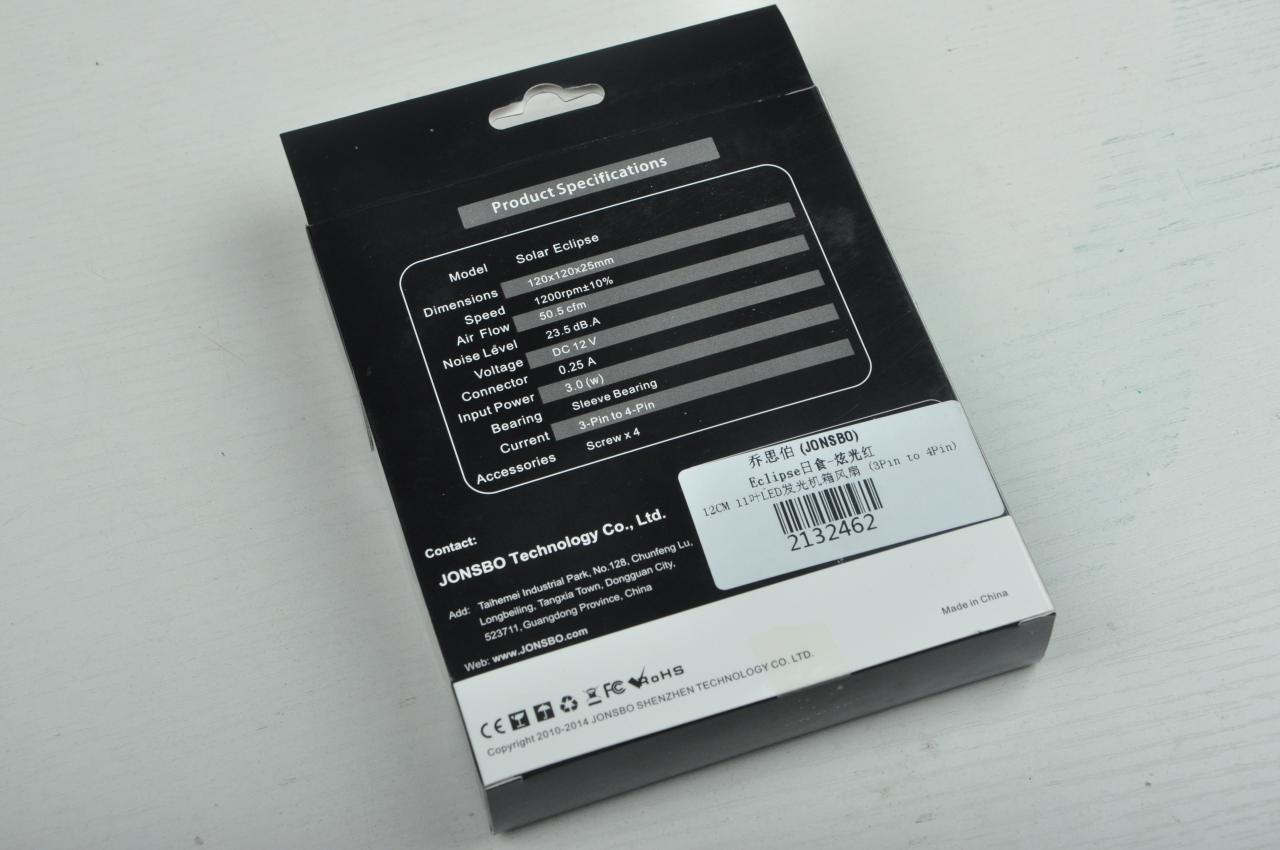 Product Specifications
Model Solar Eclipse
Dimensions 120x120x25mm
Speed 1200rpm±10%
Air Flow 50.5 cfm
Noise Level 23.5 dB.A
Voltage DC 12 V
Connector 0.25 A
Input Power 3.0 (w)
Bearing Sleeve Bearing
Current 3-Pin to 4-Pin
Accessories Screw x 4
乔思伯 (JONSBO)
Eclipse日食-炫光红
12CM 11叶LED发光机箱风扇 (3Pin to 4Pin)
2132462
Contact:
JONSBO Technology Co., Ltd.
Add: Taihemei Industrial Park, No.128, Chunfeng Lu,
Longbeiling, Tangxia Town, Dongguan City,
523711, Guangdong Province, China
Web: www.JONSBO.com
Made in China
CE FC RoHS
Copyright 2010-2014 JONSBO SHENZHEN TECHNOLOGY CO. LTD.